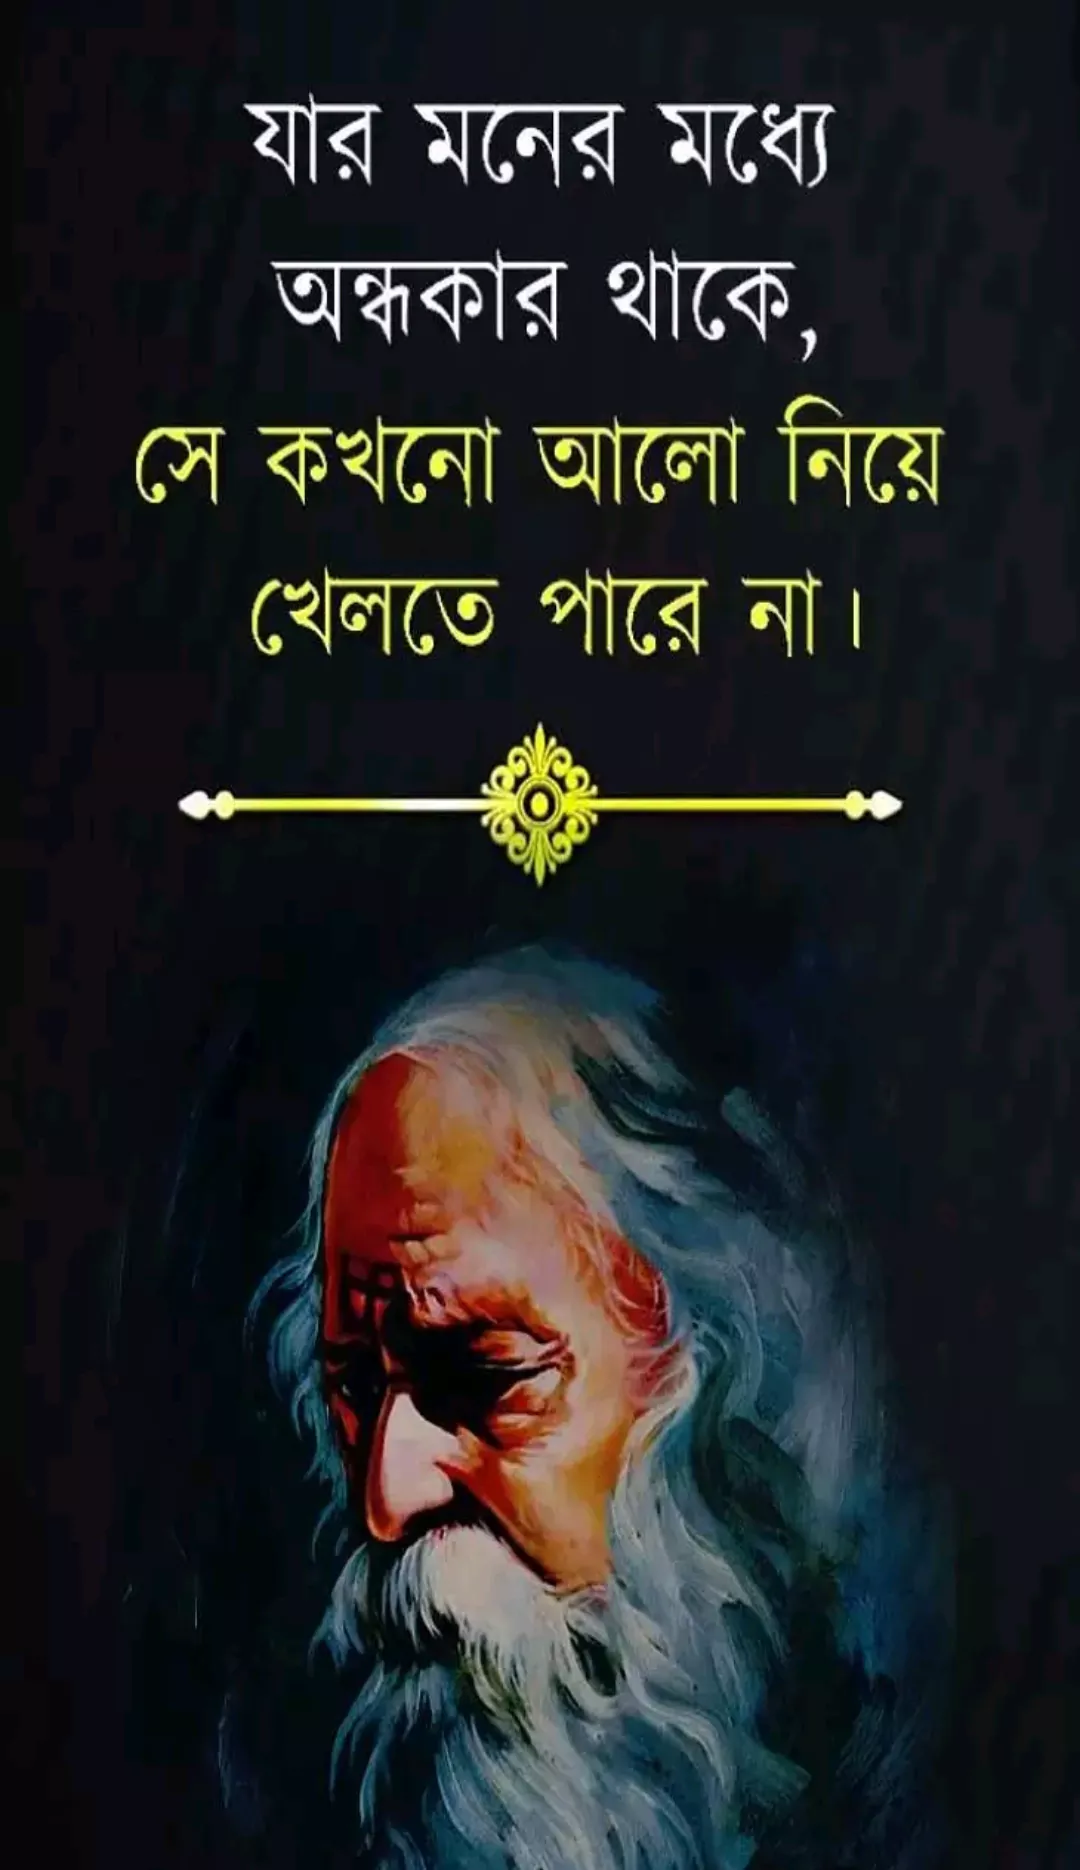 যার মনের মধ্যে
অন্ধকার থাকে,
সে কখনো আলো নিয়ে
খেলতে পারে না।